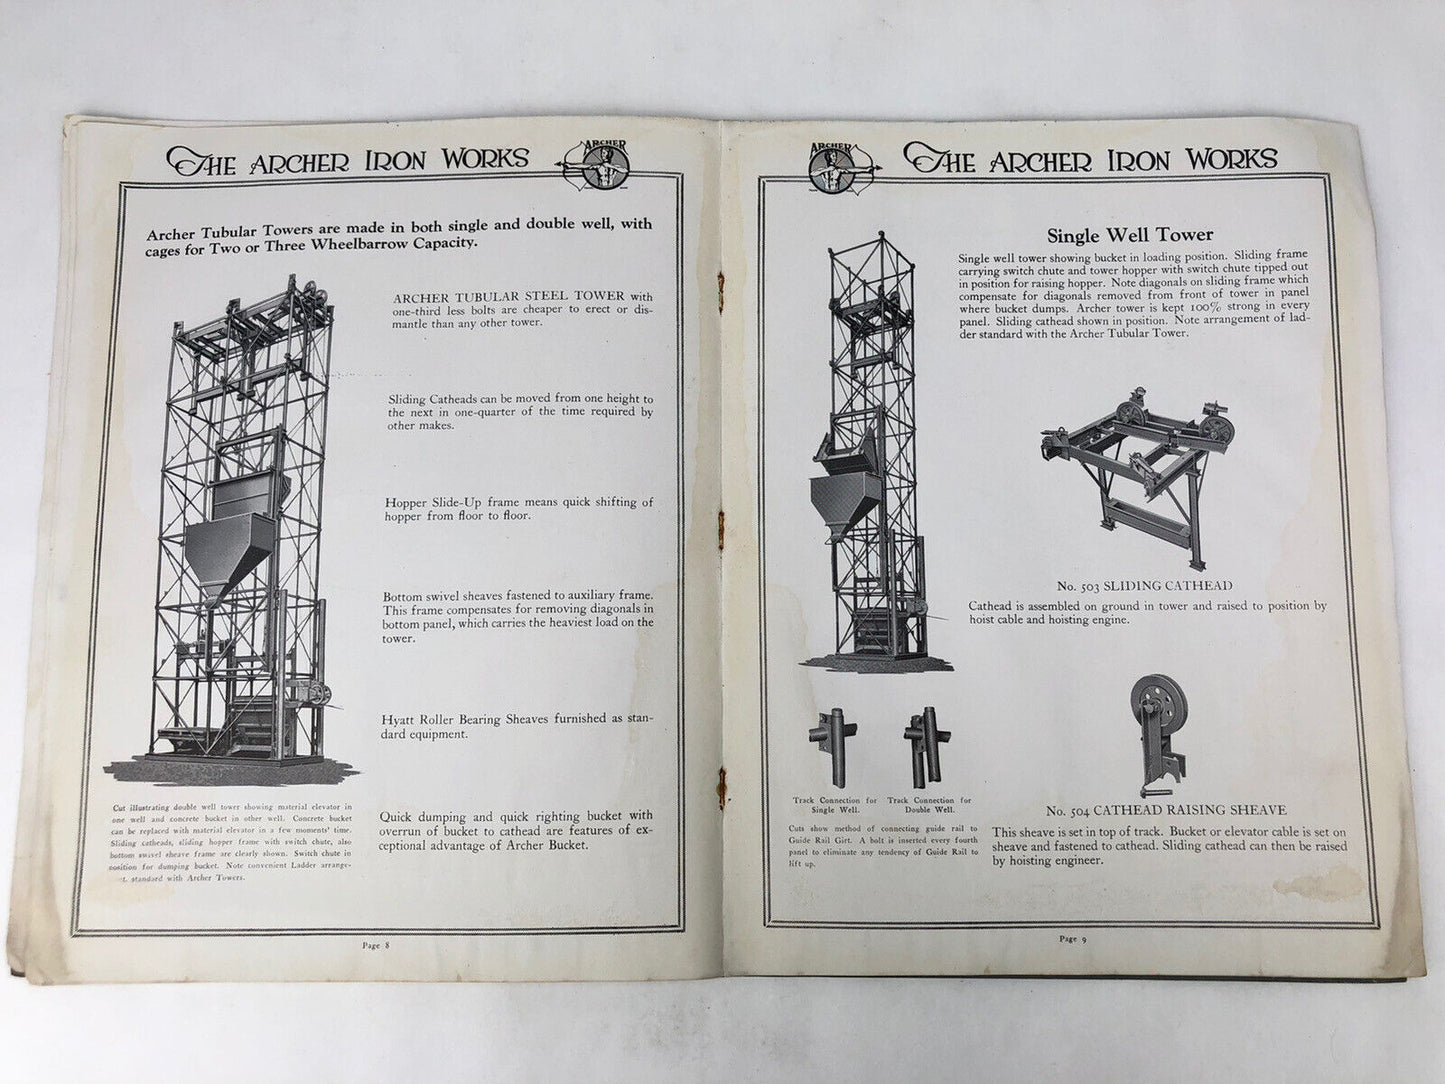 THE ARCHER IRON WORKS
ARCHER
Archer Tubular Towers are made in both single and double well, with
cages for Two or Three Wheelbarrow Capacity.
ARCHER TUBULAR STEEL TOWER with
one-third less bolts are cheaper to erect or dis-
mantle than any other tower.
Sliding Catheads can be moved from one height to
the next in one-quarter of the time required by
other makes.
Hopper Slide-Up frame means quick shifting of
hopper from floor to floor.
Bottom swivel sheaves fastened to auxiliary frame.
This frame compensates for removing diagonals in
bottom panel, which carries the heaviest load on the
tower.
Hyatt Roller Bearing Sheaves furnished as stan-
dard equipment.
Quick dumping and quick righting bucket with
overrun of bucket to cathead are features of ex-
ceptional advantage of Archer Bucket.
Cut illustrating double well tower showing material elevator in
one well and concrete bucket in other well. Concrete bucket
can be replaced with material elevator in a few moments' time.
Sliding catheads, sliding hopper frame with switch chute, also
bottom swivel sheave frame are clearly shown. Switch chute in
position for dumping bucket. Note convenient Ladder arrange-
t, standard with Archer Towers.
Page 8
ARCHER
THE ARCHER IRON WORKS
Single Well Tower
Single well tower showing bucket in loading position. Sliding frame
carrying switch chute and tower hopper with switch chute tipped out
in position for raising hopper. Note diagonals on sliding frame which
compensate for diagonals removed from front of tower in panel
where bucket dumps. Archer tower is kept 100% strong in every
panel. Sliding cathead shown in position. Note arrangement of lad-
der standard with the Archer Tubular Tower.
No. 503 SLIDING CATHEAD
Cathead is assembled on ground in tower and raised to position by
hoist cable and hoisting engine.
Track Connection for
Single Well.
Track Connection for
Double Well.
Cuts show method of connecting guide rail to
Guide Rail Girt. A bolt is inserted every fourth
panel to eliminate any tendency of Guide Rail to
lift up.
No. 504 CATHEAD RAISING SHEAVE
This sheave is set in top of track. Bucket or elevator cable is set on
sheave and fastened to cathead. Sliding cathead can then be raised
by hoisting engineer.
Page 9